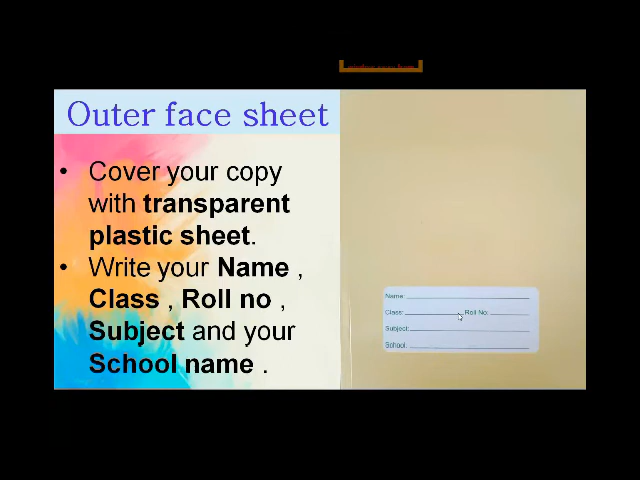 Outer face sheet
• Cover your copy
with transparent
plastic sheet.
• Write your Name ,
Class , Roll no ,
Subject and your
School name .
Name:
Class: Roll No:
Subject:
School: